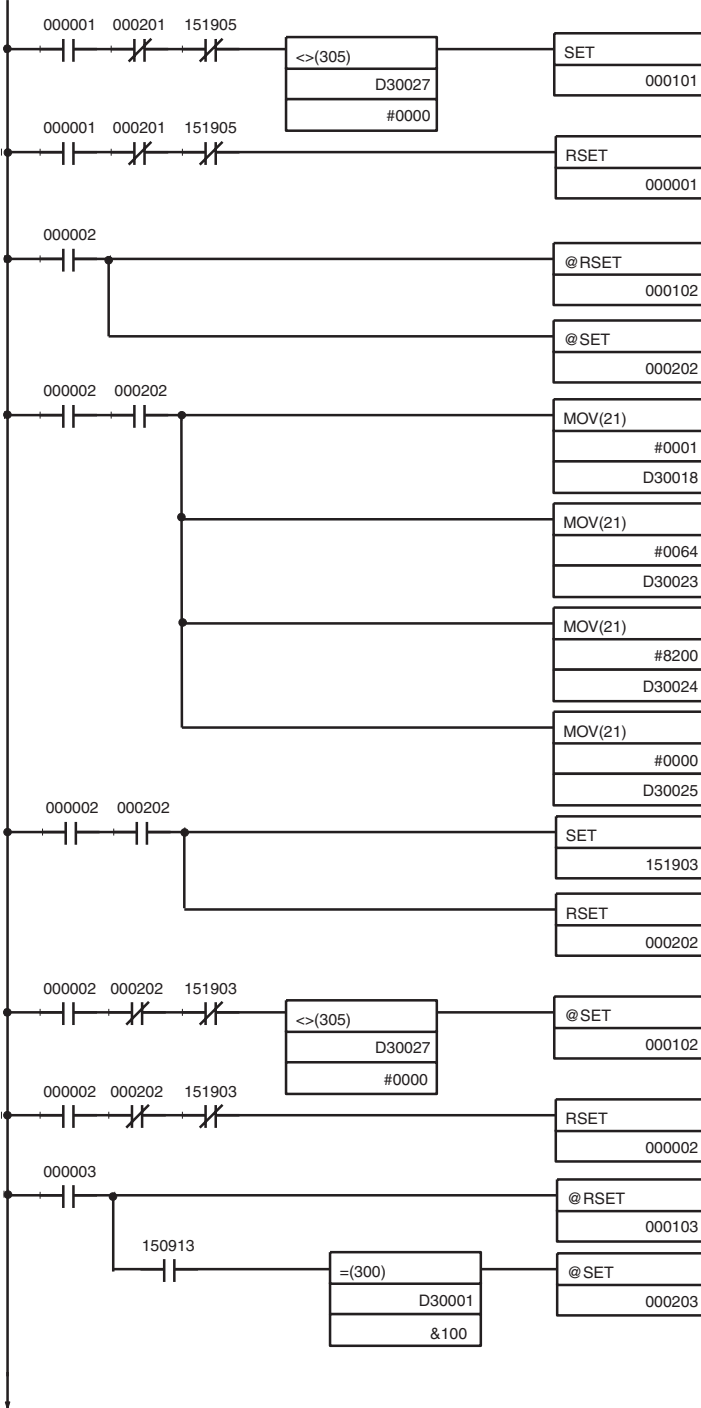 000001 000201 151905
<>(305)
D30027
#0000
SET
000101
000001 000201 151905
RSET
000001
000002
@RSET
000102
@SET
000202
000002 000202
MOV(21)
#0001
D30018
MOV(21)
#0064
D30023
MOV(21)
#8200
D30024
MOV(21)
#0000
D30025
000002 000202
SET
151903
RSET
000202
000002 000202 151903
<>(305)
D30027
#0000
@SET
000102
000002 000202 151903
RSET
000002
000003
@RSET
000103
150913
=(300)
D30001
&100
@SET
000203